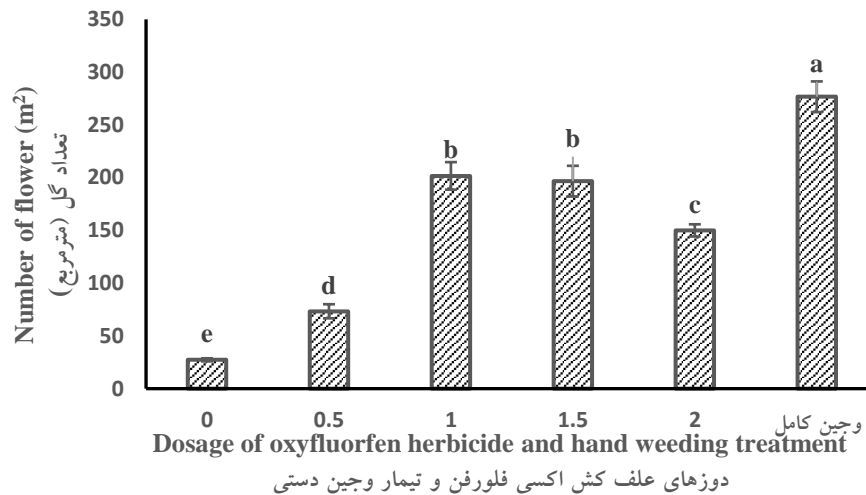 350
300
250
200
150
100
50
0
Number of flower (m²)
تعداد گل (مترمربع)
e
d
b
b
c
a
0 0.5 1 1.5 2 وجین کامل
Dosage of oxyfluorfen herbicide and hand weeding treatment
دوزهای علف کش اکسی فلورفن و تیمار وجین دستی